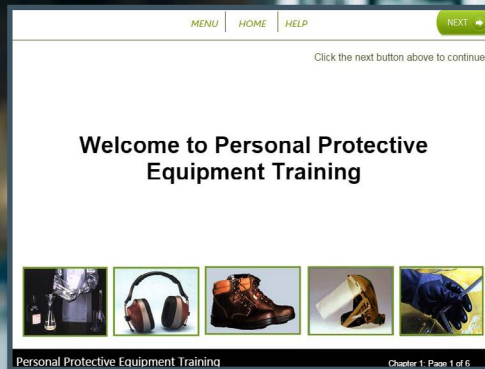 MENU HOME HELP NEXT
Click the next button above to continue
Welcome to Personal Protective
Equipment Training
Personal Protective Equipment Training Chapter 1: Page 1 of 6